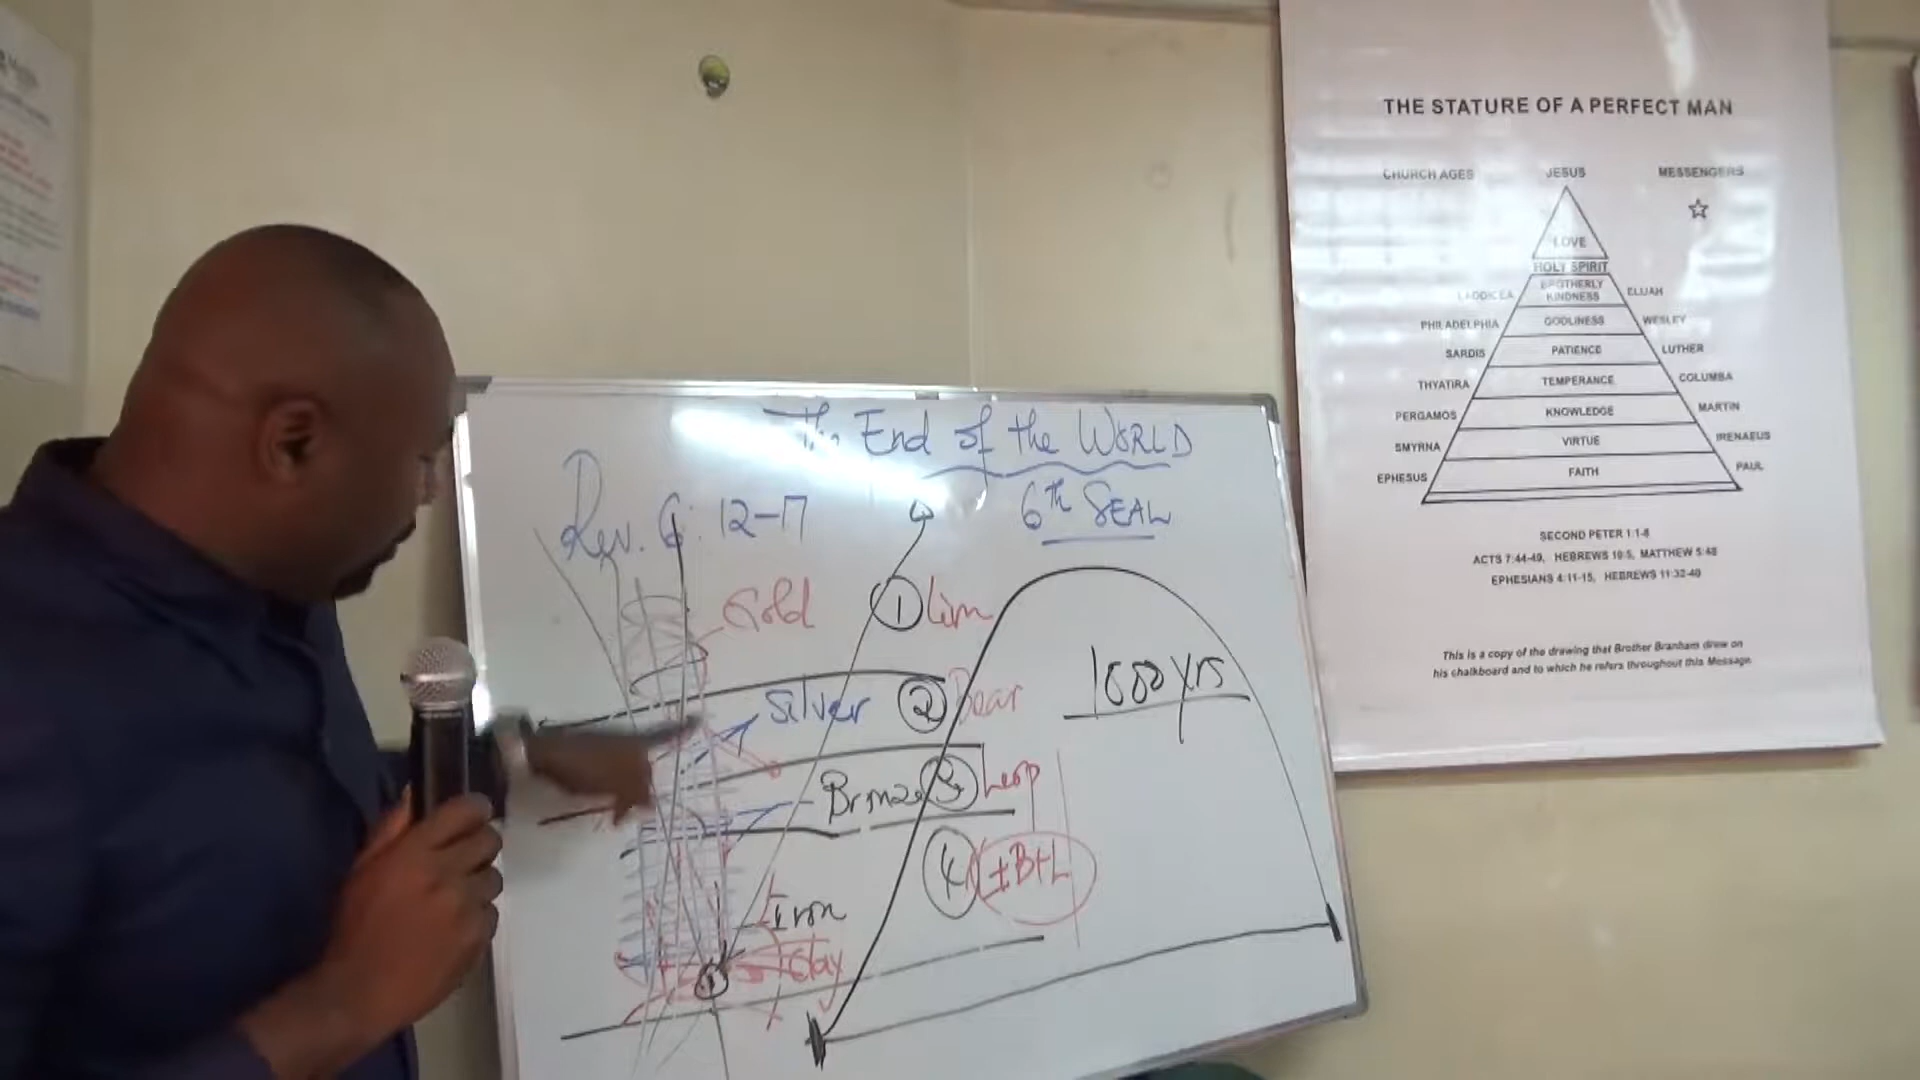 The End of the WORLD
Rev. 6: 12-17
6th SEAL
Gold
1 Lion
Silver
2 Bear
1000 yrs
Bronze
3 Leop
4
±B+L
Iron
Clay
THE STATURE OF A PERFECT MAN
CHURCH AGES JESUS MESSENGERS
LOVE
HOLY SPIRIT
LAODICEA BROTHERLY KINDNESS ELIJAH
PHILADELPHIA GODLINESS WESLEY
SARDIS PATIENCE LUTHER
THYATIRA TEMPERANCE COLUMBA
PERGAMOS KNOWLEDGE MARTIN
SMYRNA VIRTUE IRENAEUS
EPHESUS FAITH PAUL
SECOND PETER 1:1-8
ACTS 7:44-49, HEBREWS 10:5, MATTHEW 5:48
EPHESIANS 4:11-15, HEBREWS 11:32-40
This is a copy of the drawing that Brother Branham drew on
his chalkboard and to which he refers throughout this Message.